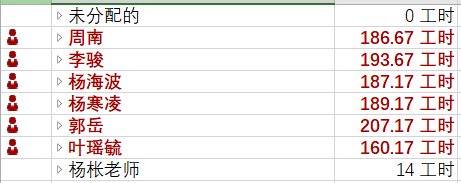 未分配的 0 工时
周南 186.67 工时
李骏 193.67 工时
杨海波 187.17 工时
杨寒凌 189.17 工时
郭岳 207.17 工时
叶瑶毓 160.17 工时
杨枨老师 14 工时